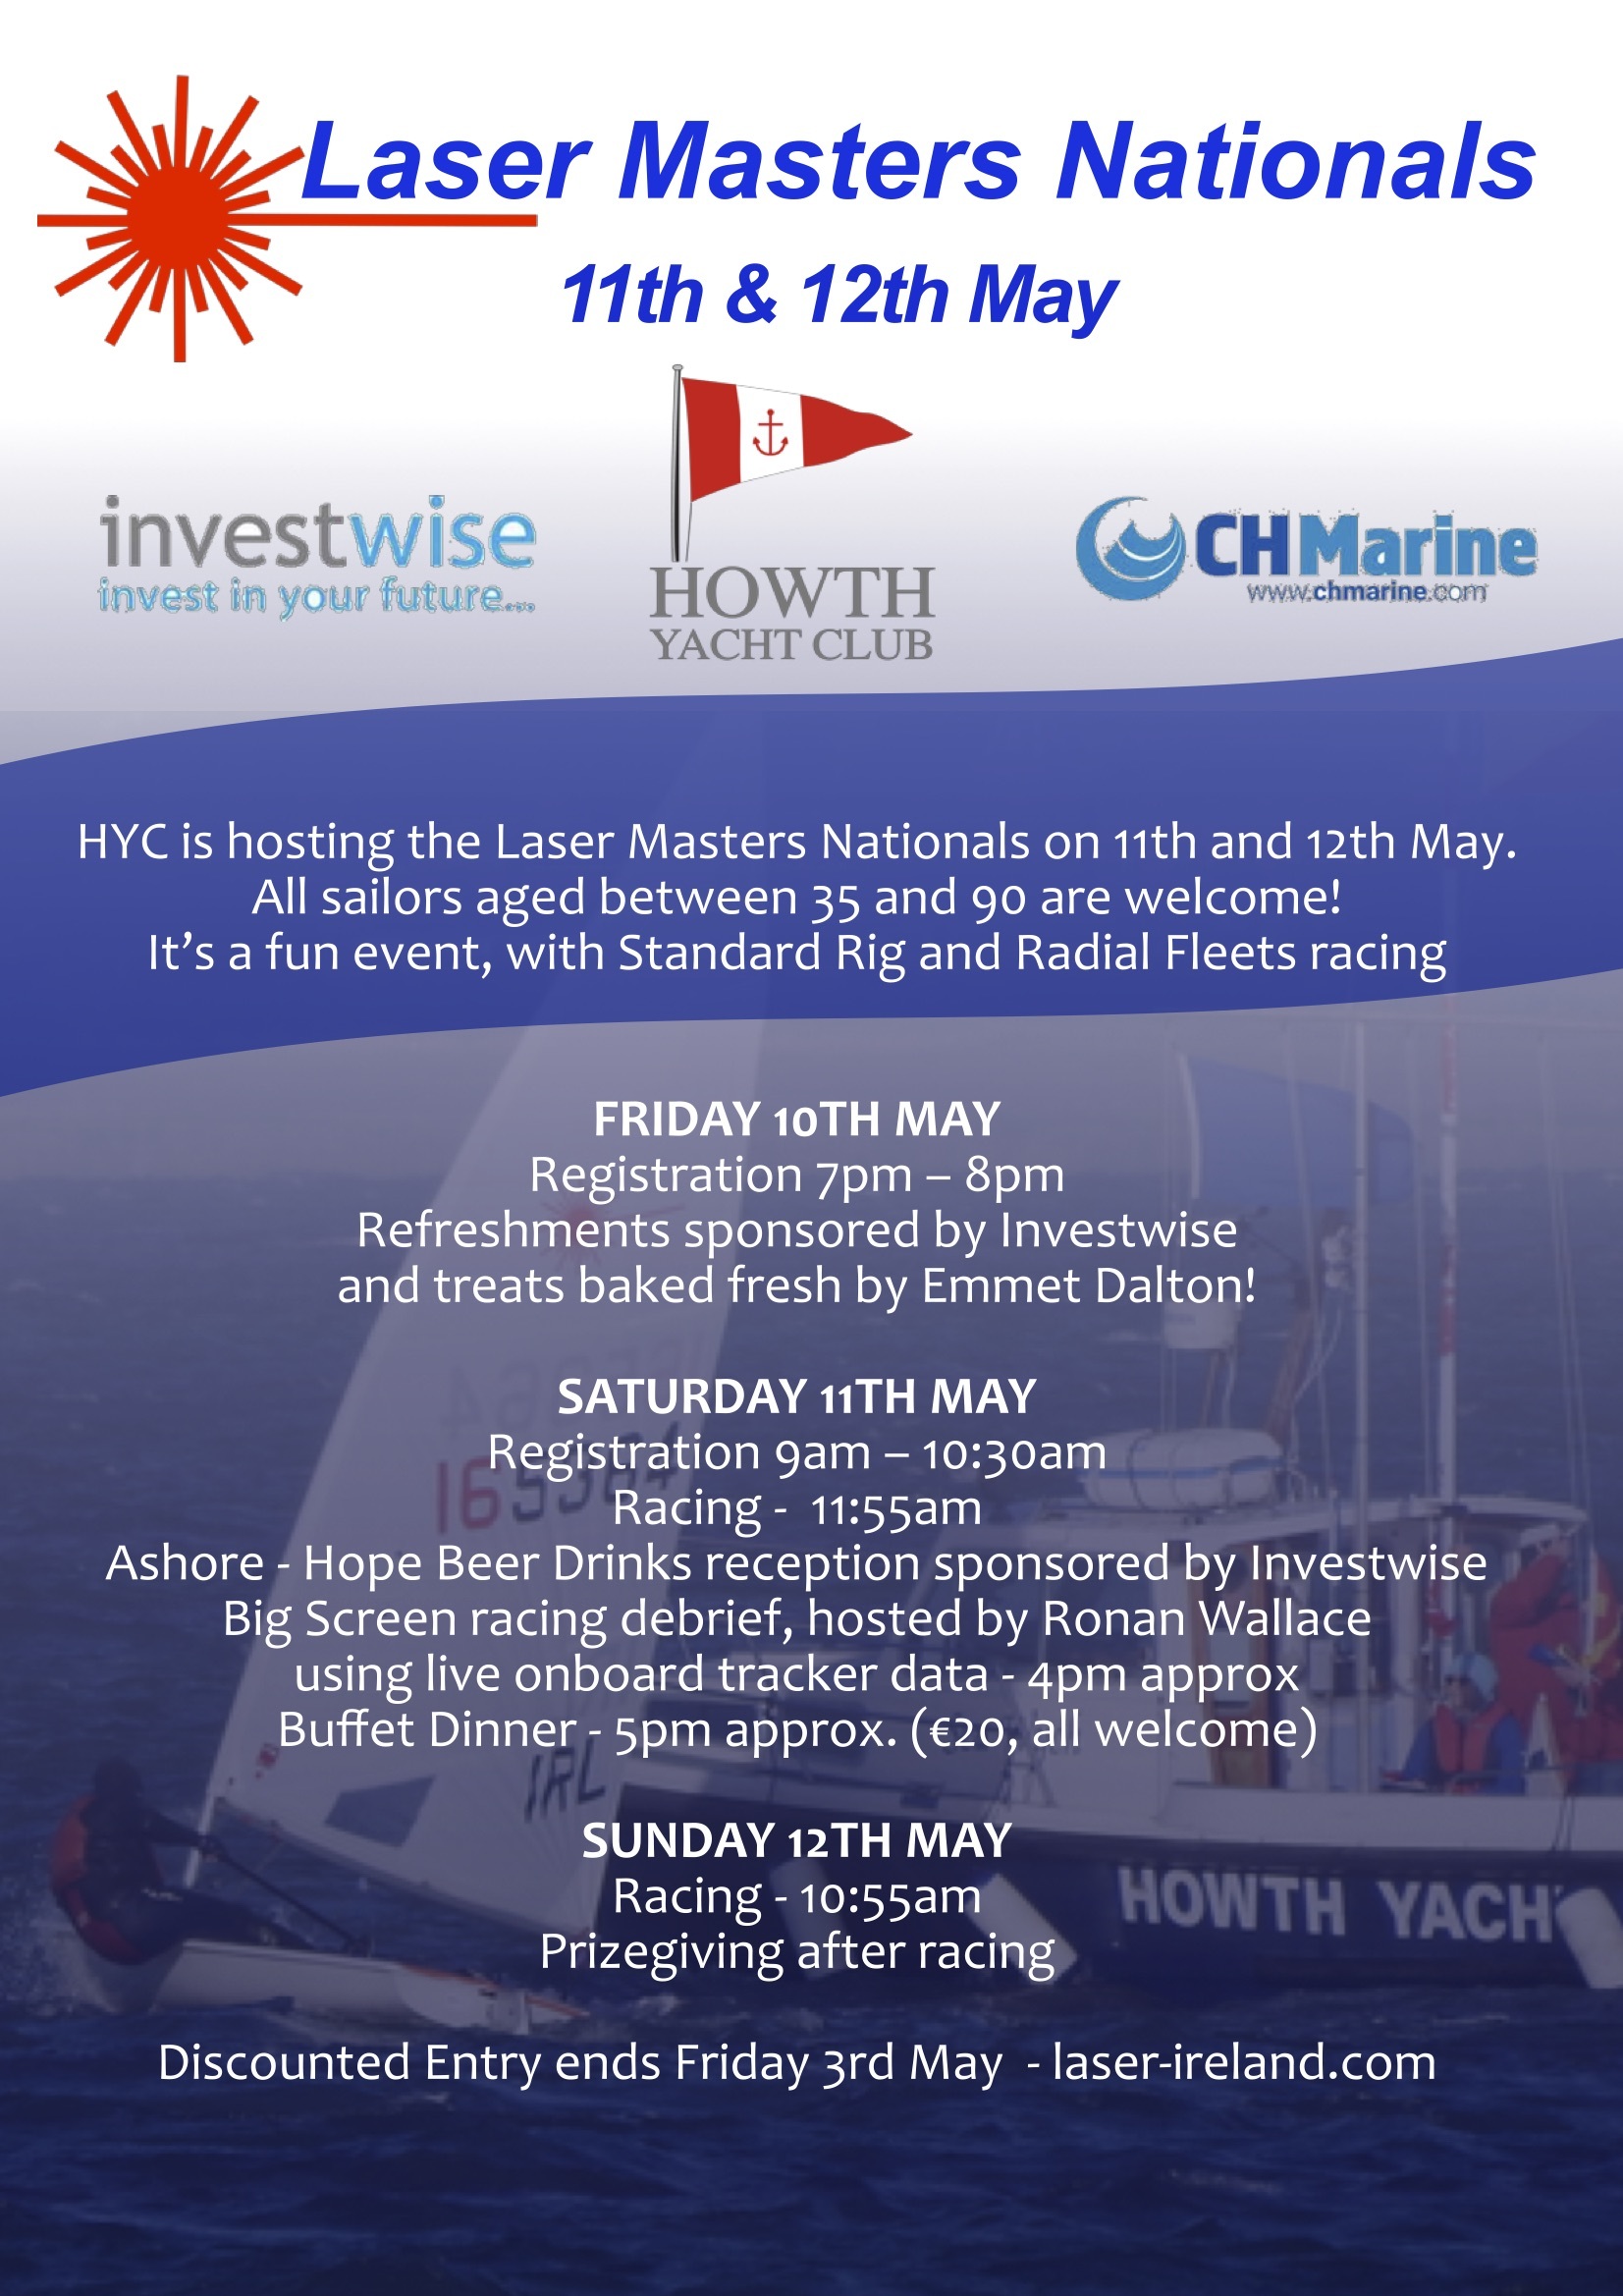 Laser Masters Nationals
11th & 12th May
investwise
invest in your future...
HOWTH
YACHT CLUB
CHMarine
www.chmarine.com
HYC is hosting the Laser Masters Nationals on 11th and 12th May.
All sailors aged between 35 and 90 are welcome!
It’s a fun event, with Standard Rig and Radial Fleets racing
FRIDAY 10TH MAY
Registration 7pm – 8pm
Refreshments sponsored by Investwise
and treats baked fresh by Emmet Dalton!
SATURDAY 11TH MAY
Registration 9am – 10:30am
Racing - 11:55am
Ashore - Hope Beer Drinks reception sponsored by Investwise
Big Screen racing debrief, hosted by Ronan Wallace
using live onboard tracker data - 4pm approx
Buffet Dinner - 5pm approx. (€20, all welcome)
IRL
SUNDAY 12TH MAY
Racing - 10:55am
HOWTH YACH
Prizegiving after racing
Discounted Entry ends Friday 3rd May - laser-ireland.com